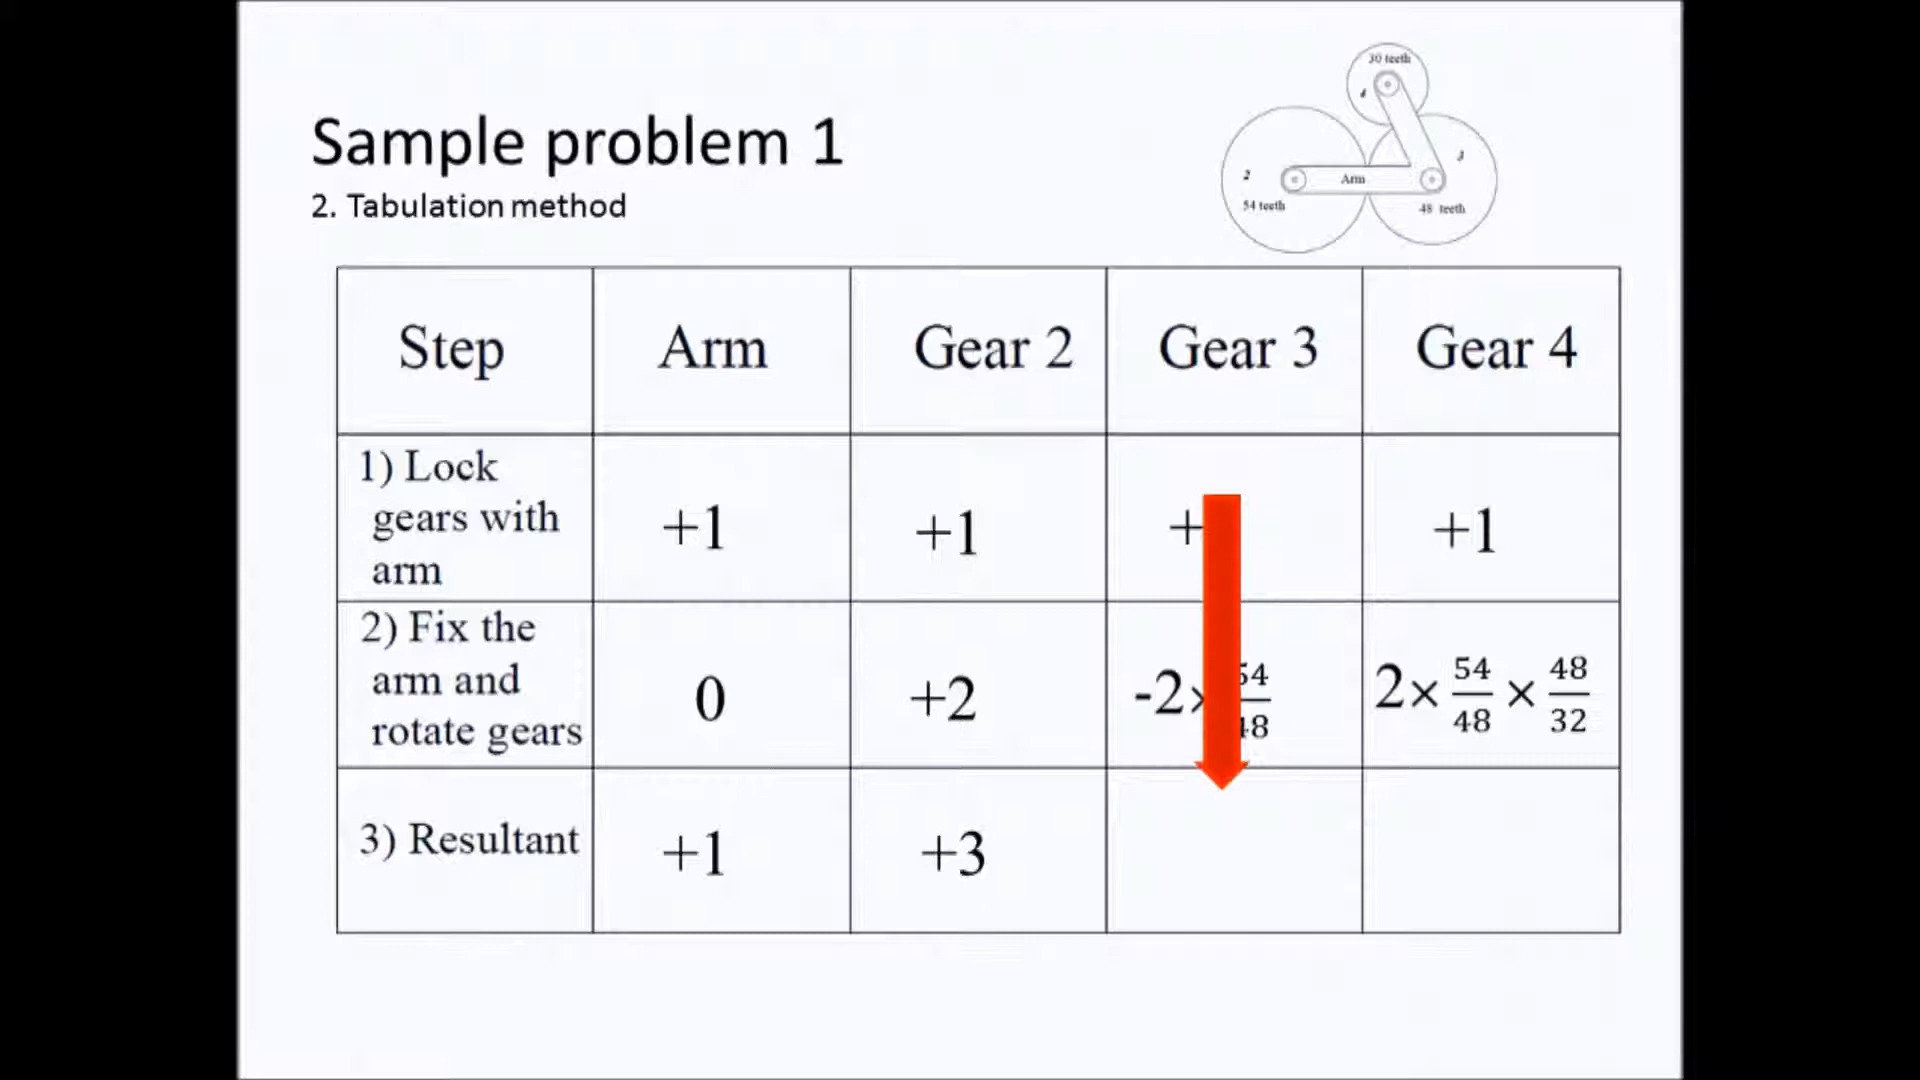 Sample problem 1
2. Tabulation method
30 teeth
4
3
2
Arm
54 teeth
48 teeth
Step Arm Gear 2 Gear 3 Gear 4
1) Lock
gears with
arm
+1 +1 + +1
2) Fix the
arm and
rotate gears
0 +2 -2× 54/48 2× 54/48 × 48/32
3) Resultant +1 +3